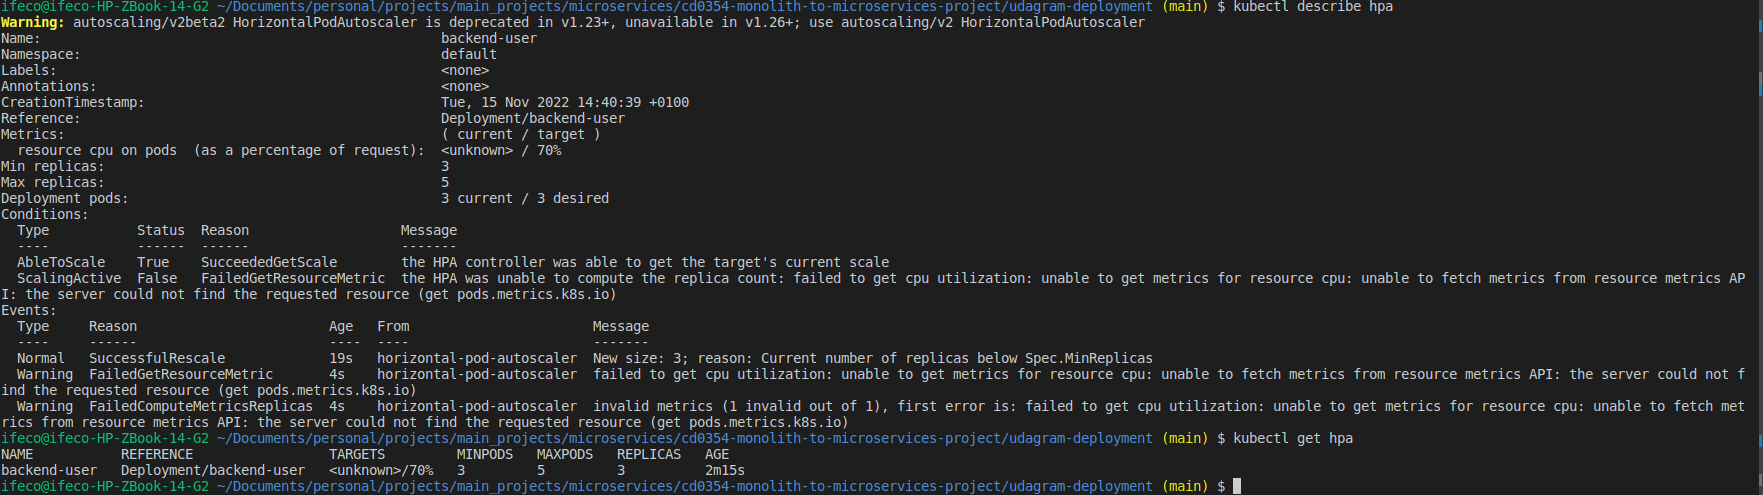 ifeco@ifeco-HP-ZBook-14-G2 ~/Documents/personal/projects/main_projects/microservices/cd0354-monolith-to-microservices-project/udagram-deployment (main) $ kubectl describe hpa
Warning: autoscaling/v2beta2 HorizontalPodAutoscaler is deprecated in v1.23+, unavailable in v1.26+; use autoscaling/v2 HorizontalPodAutoscaler
Name:                                                  backend-user
Namespace:                                             default
Labels:                                                <none>
Annotations:                                           <none>
CreationTimestamp:                                     Tue, 15 Nov 2022 14:40:39 +0100
Reference:                                             Deployment/backend-user
Metrics:                                               ( current / target )
  resource cpu on pods  (as a percentage of request):  <unknown> / 70%
Min replicas:                                          3
Max replicas:                                          5
Deployment pods:                                       3 current / 3 desired
Conditions:
  Type           Status  Reason                   Message
  ----           ------  ------                   -------
  AbleToScale    True    SucceededGetScale        the HPA controller was able to get the target's current scale
  ScalingActive  False   FailedGetResourceMetric  the HPA was unable to compute the replica count: failed to get cpu utilization: unable to get metrics for resource cpu: unable to fetch metrics from resource metrics AP
I: the server could not find the requested resource (get pods.metrics.k8s.io)
Events:
  Type     Reason                        Age   From                       Message
  ----     ------                        ----  ----                       -------
  Normal   SuccessfulRescale             19s   horizontal-pod-autoscaler  New size: 3; reason: Current number of replicas below Spec.MinReplicas
  Warning  FailedGetResourceMetric       4s    horizontal-pod-autoscaler  failed to get cpu utilization: unable to get metrics for resource cpu: unable to fetch metrics from resource metrics API: the server could not f
ind the requested resource (get pods.metrics.k8s.io)
  Warning  FailedComputeMetricsReplicas  4s    horizontal-pod-autoscaler  invalid metrics (1 invalid out of 1), first error is: failed to get cpu utilization: unable to get metrics for resource cpu: unable to fetch met
rics from resource metrics API: the server could not find the requested resource (get pods.metrics.k8s.io)
ifeco@ifeco-HP-ZBook-14-G2 ~/Documents/personal/projects/main_projects/microservices/cd0354-monolith-to-microservices-project/udagram-deployment (main) $ kubectl get hpa
NAME           REFERENCE                 TARGETS         MINPODS   MAXPODS   REPLICAS   AGE
backend-user   Deployment/backend-user   <unknown>/70%   3         5         3          2m15s
ifeco@ifeco-HP-ZBook-14-G2 ~/Documents/personal/projects/main_projects/microservices/cd0354-monolith-to-microservices-project/udagram-deployment (main) $